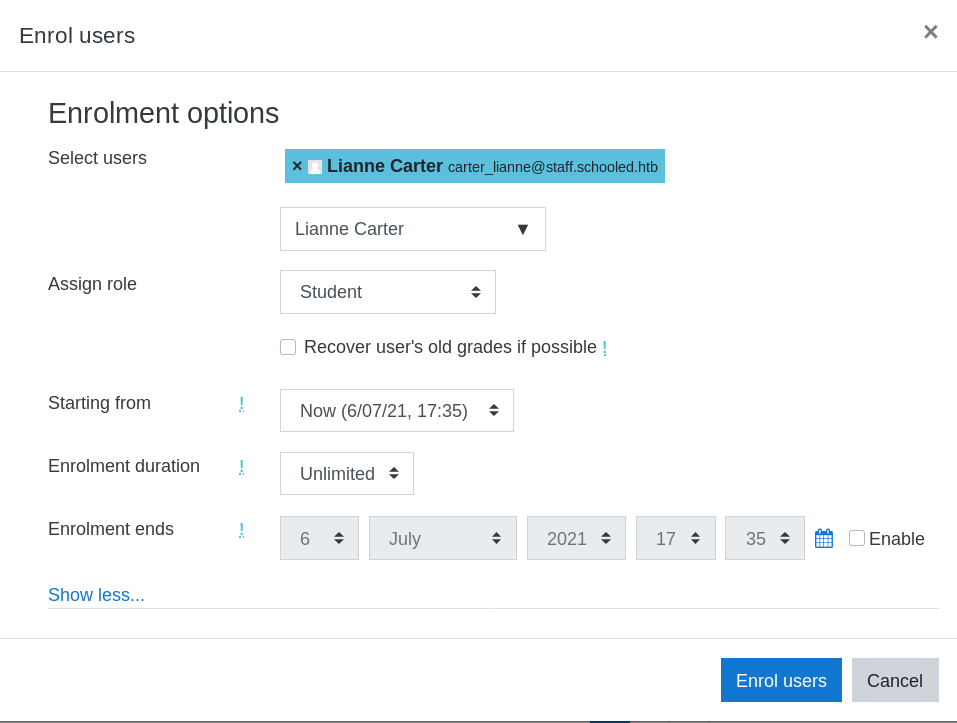 Enrol users ×
Enrolment options
Select users × Lianne Carter carter_lianne@staff.schooled.htb
Lianne Carter ▼
Assign role Student
Recover user's old grades if possible !
Starting from ! Now (6/07/21, 17:35)
Enrolment duration ! Unlimited
Enrolment ends ! 6 July 2021 17 35 Enable
Show less...
Enrol users Cancel